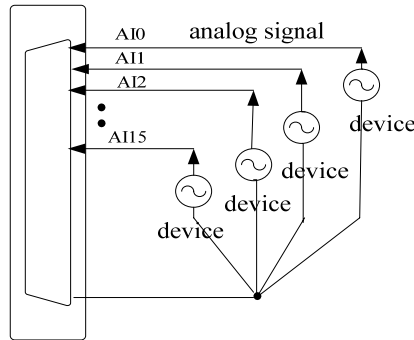 AI0 analog signal
AI1
AI2
AI15
device
device
device
device